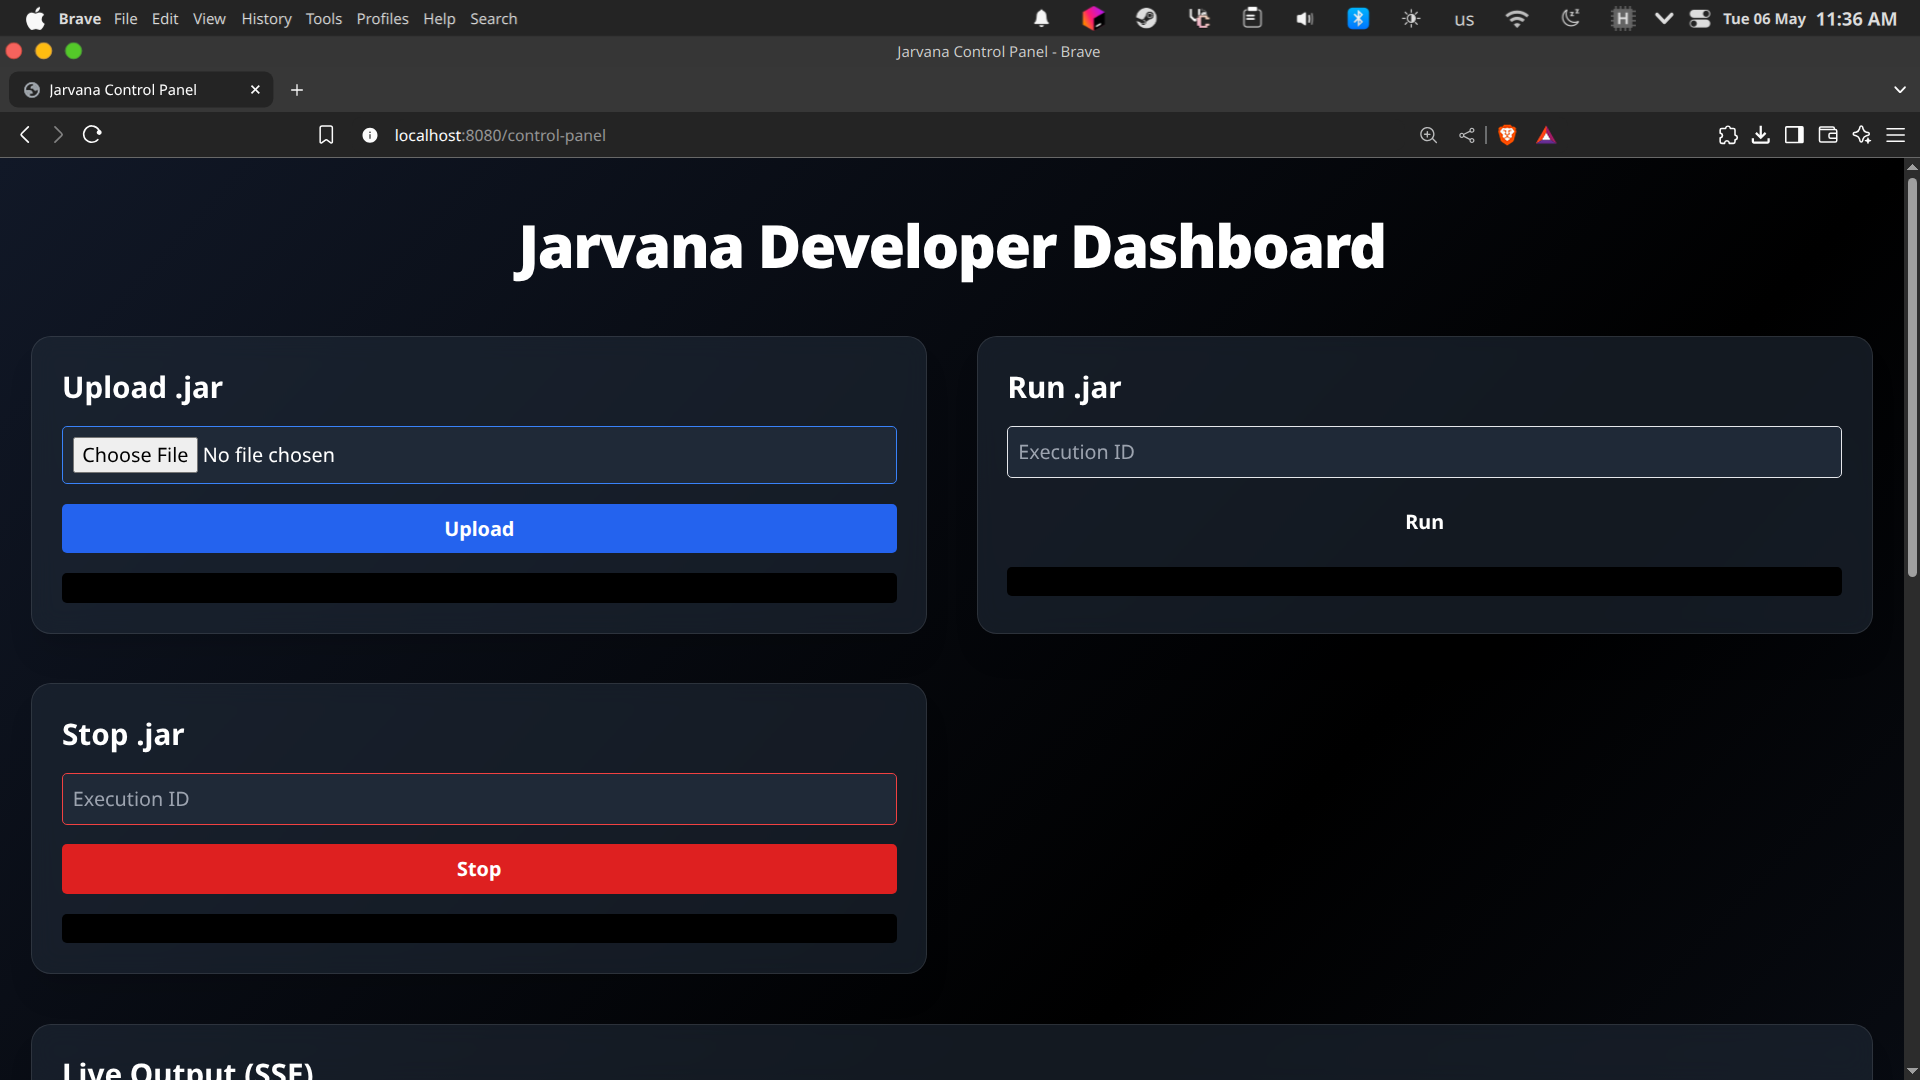 Brave File Edit View History Tools Profiles Help Search us H Tue 06 May 11:36 AM
Jarvana Control Panel - Brave
Jarvana Control Panel
localhost:8080/control-panel
Jarvana Developer Dashboard
Upload .jar
Choose File No file chosen
Upload
Run .jar
Execution ID
Run
Stop .jar
Execution ID
Stop
Live Output (SSE)